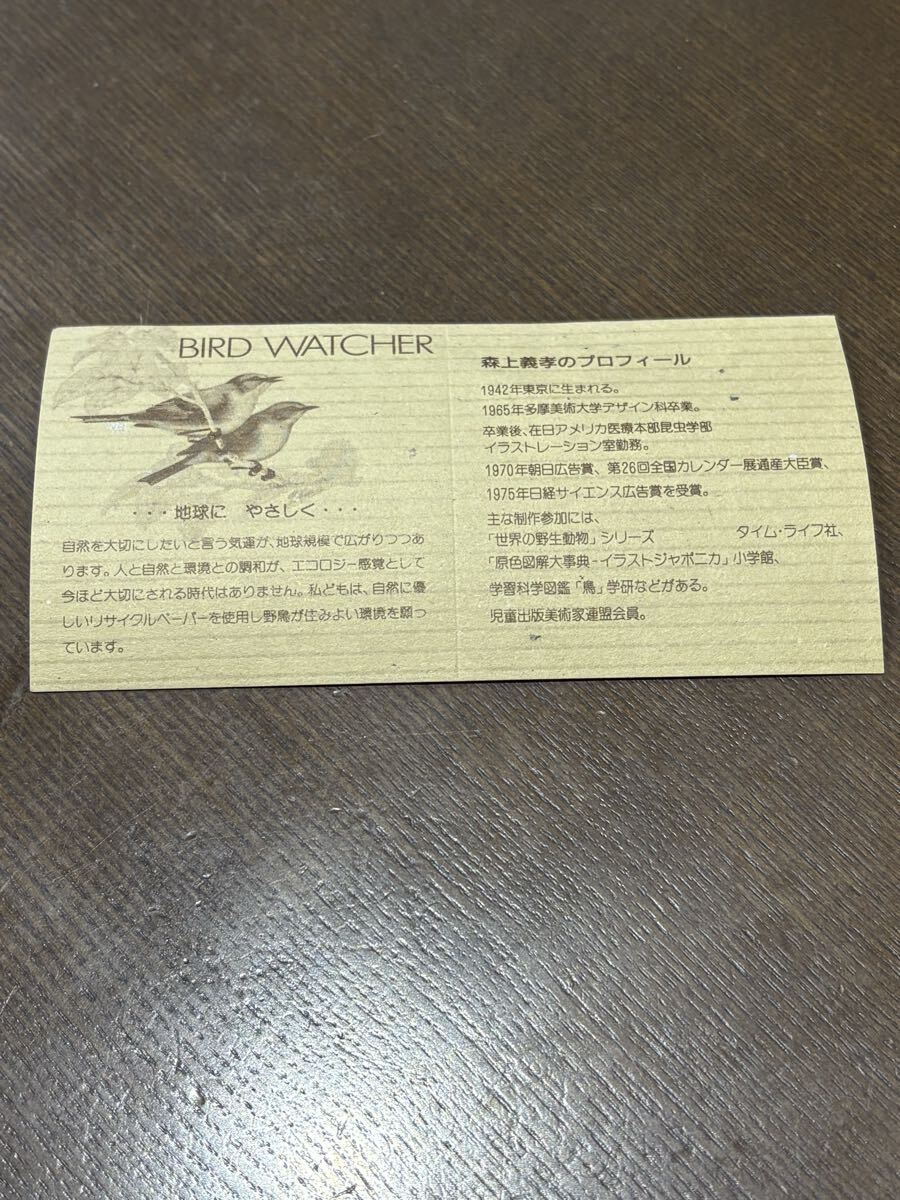 BIRD WATCHER
・・・地球に やさしく・・・
自然を大切にしたいと言う気運が、地球規模で広がりつつあ
ります。人と自然と環境との調和が、エコロジー感覚として
今ほど大切にされる時代はありません。私どもは、自然に優
しいリサイクルペーパーを使用し野鳥が住みよい環境を願っ
ています。
森上義孝のプロフィール
1942年東京に生まれる。
1965年多摩美術大学デザイン科卒業。
卒業後、在日アメリカ医療本部昆虫学部
イラストレーション室勤務。
1970年朝日広告賞、第26回全国カレンダー展通産大臣賞、
1975年日経サイエンス広告賞を受賞。
主な制作参加には、
「世界の野生動物」シリーズ タイム・ライフ社、
「原色図解大事典-イラストジャポニカ」小学館、
学習科学図鑑「鳥」学研などがある。
児童出版美術家連盟会員。